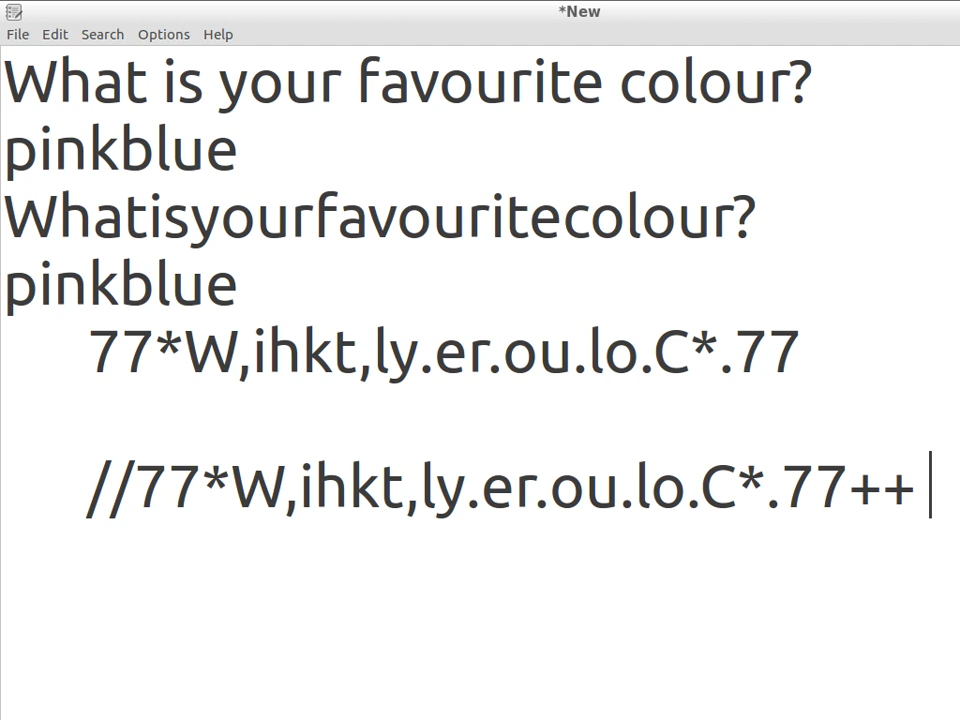 *New
File Edit Search Options Help
What is your favourite colour?
pinkblue
Whatisyourfavouritecolour?
pinkblue
77*W,ihkt,ly.er.ou.lo.C*.77
//77*W,ihkt,ly.er.ou.lo.C*.77++